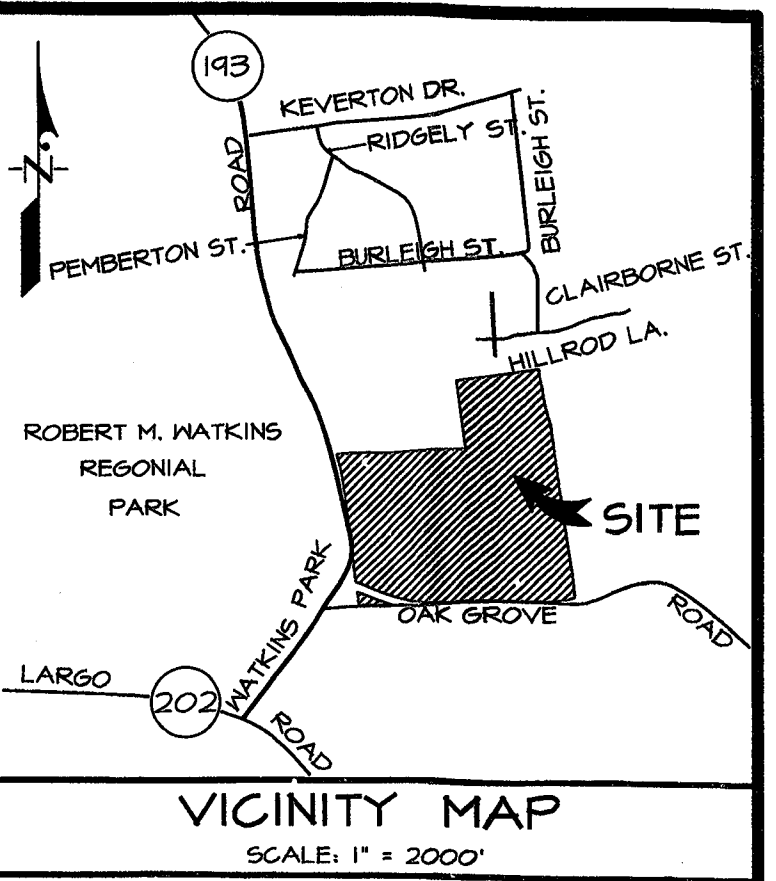 193
KEVERTON DR.
RIDGELY ST.
BURLEIGH ST.
ROAD
N
PEMBERTON ST.
BURLEIGH ST.
CLAIRBORNE ST.
HILLROD LA.
ROBERT M. WATKINS
REGONIAL
PARK
SITE
WATKINS PARK
OAK GROVE
ROAD
LARGO
202
ROAD
VICINITY MAP
SCALE: 1" = 2000'